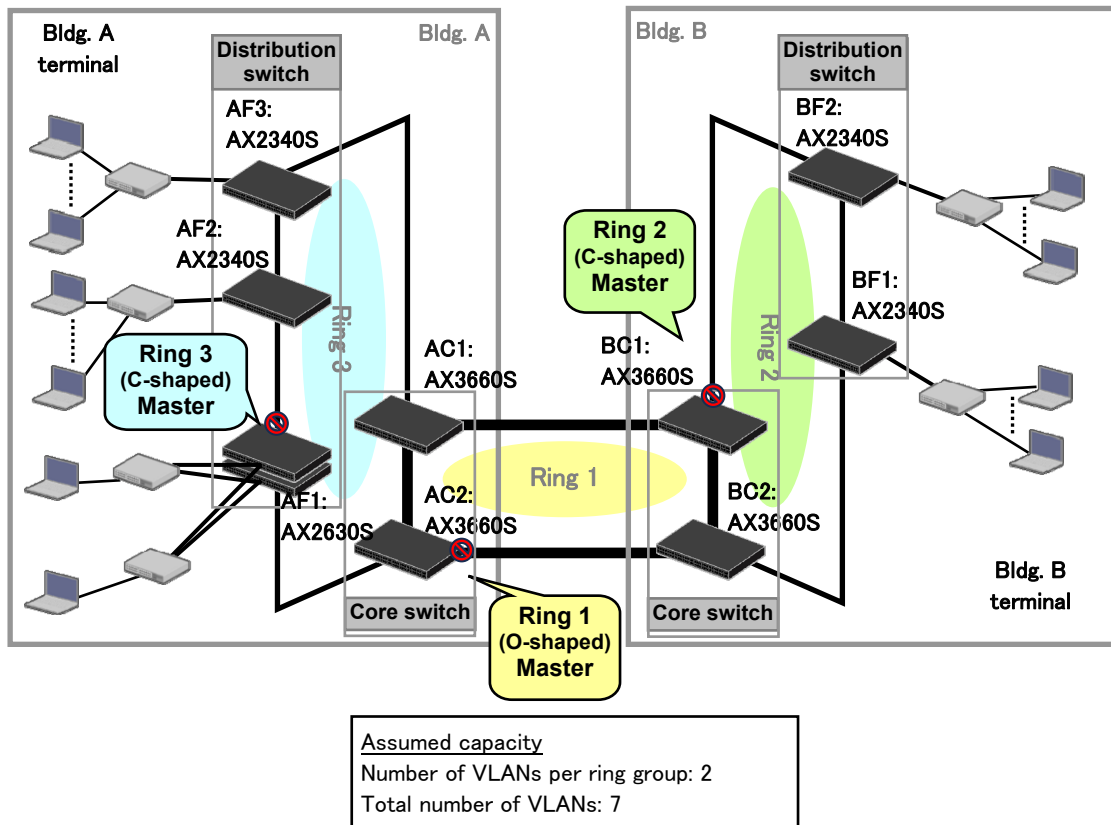 Bldg. A
terminal
Bldg. A
Distribution
switch
AF3:
AX2340S
AF2:
AX2340S
Ring 3
Ring 3
(C-shaped)
Master
AF1:
AX2630S
AC1:
AX3660S
AC2:
AX3660S
Core switch
Ring 1
Ring 1
(O-shaped)
Master
Bldg. B
Distribution
switch
BF2:
AX2340S
Ring 2
(C-shaped)
Master
Ring 2
BF1:
AX2340S
BC1:
AX3660S
BC2:
AX3660S
Core switch
Bldg. B
terminal
Assumed capacity
Number of VLANs per ring group: 2
Total number of VLANs: 7